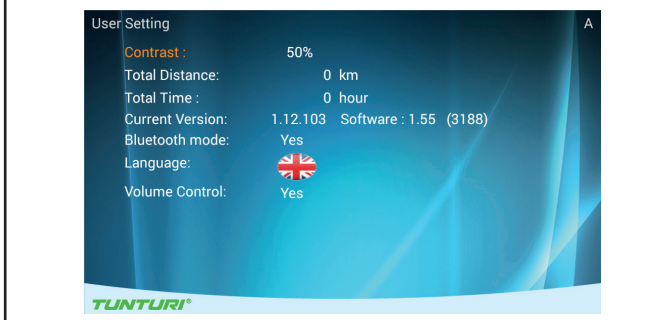 User Setting A
Contrast : 50%
Total Distance: 0 km
Total Time : 0 hour
Current Version: 1.12.103 Software : 1.55 (3188)
Bluetooth mode: Yes
Language:
Volume Control: Yes
TUNTURI®